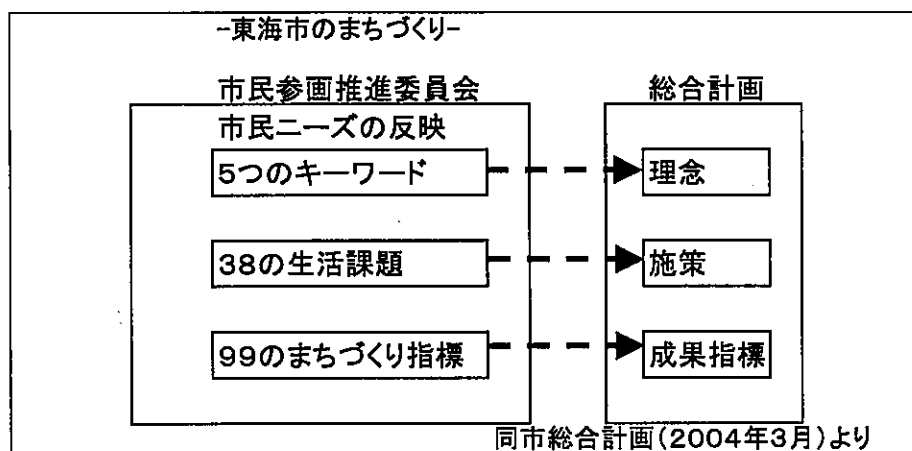 -東海市のまちづくり-
市民参画推進委員会
総合計画
市民ニーズの反映
5つのキーワード
理念
38の生活課題
施策
99のまちづくり指標
成果指標
同市総合計画(2004年3月)より